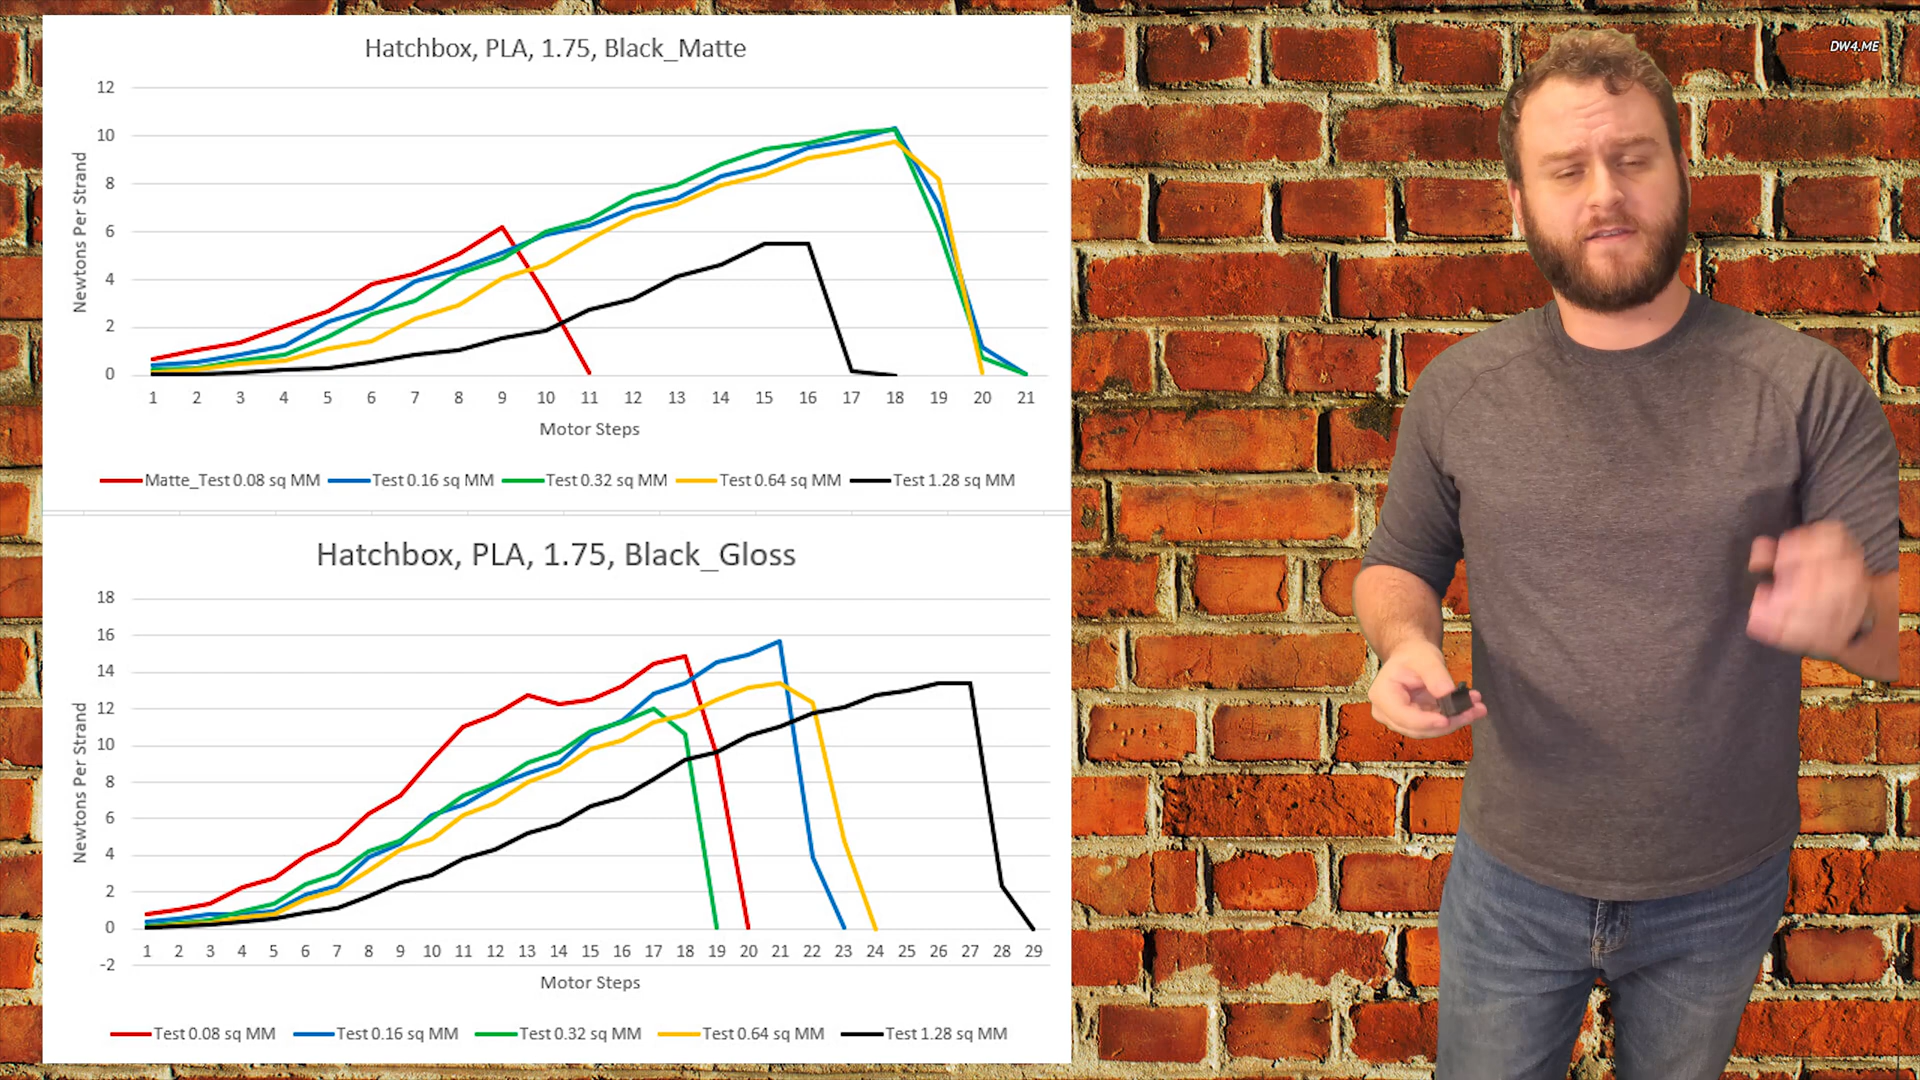 DW4.ME
Hatchbox, PLA, 1.75, Black_Matte
12
10
8
6
4
2
0
Newtons Per Strand
1 2 3 4 5 6 7 8 9 10 11 12 13 14 15 16 17 18 19 20 21
Motor Steps
Matte_Test 0.08 sq MM Test 0.16 sq MM Test 0.32 sq MM Test 0.64 sq MM Test 1.28 sq MM
Hatchbox, PLA, 1.75, Black_Gloss
18
16
14
12
10
8
6
4
2
0
-2
Newtons Per Strand
1 2 3 4 5 6 7 8 9 10 11 12 13 14 15 16 17 18 19 20 21 22 23 24 25 26 27 28 29
Motor Steps
Test 0.08 sq MM Test 0.16 sq MM Test 0.32 sq MM Test 0.64 sq MM Test 1.28 sq MM